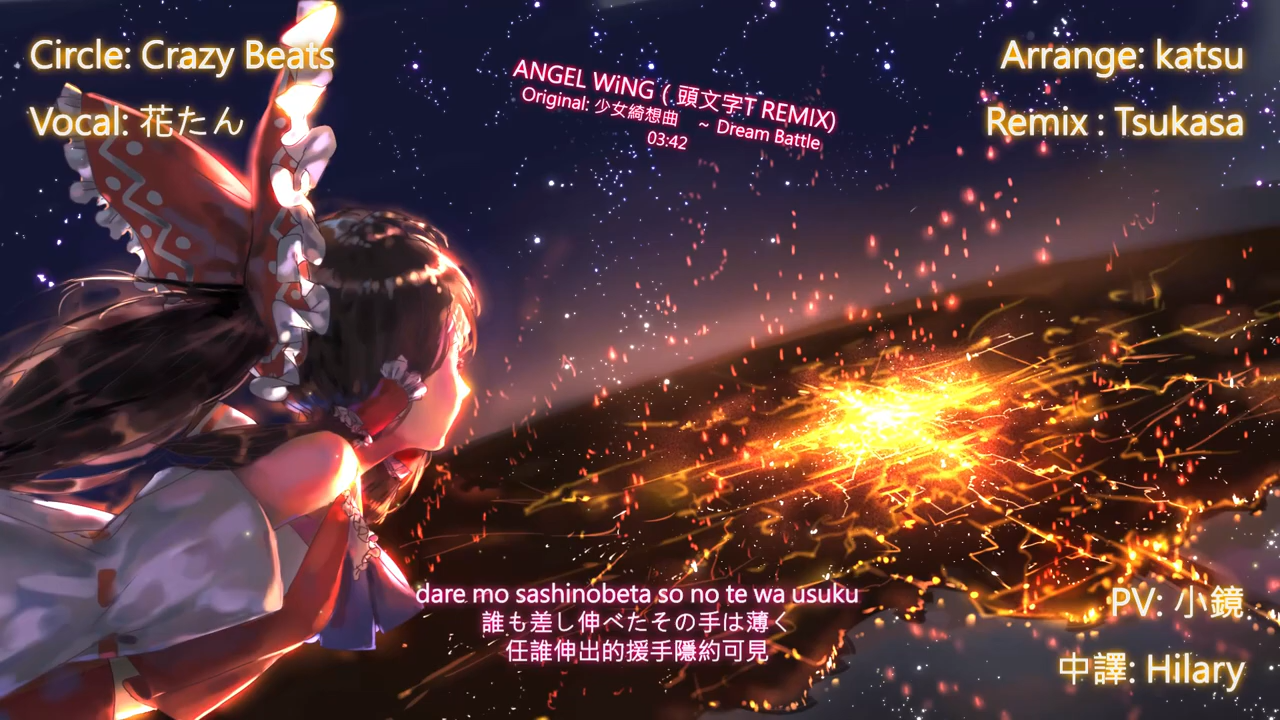 Circle: Crazy Beats
Vocal: 花たん
ANGEL WiNG ( 頭文字T REMIX)
Original: 少女綺想曲 ~ Dream Battle
03:42
Arrange: katsu
Remix : Tsukasa
dare mo sashinobeta so no te wa usuku
誰も差し伸べたその手は薄く
任誰伸出的援手隱約可見
PV: 小鏡
中譯: Hilary